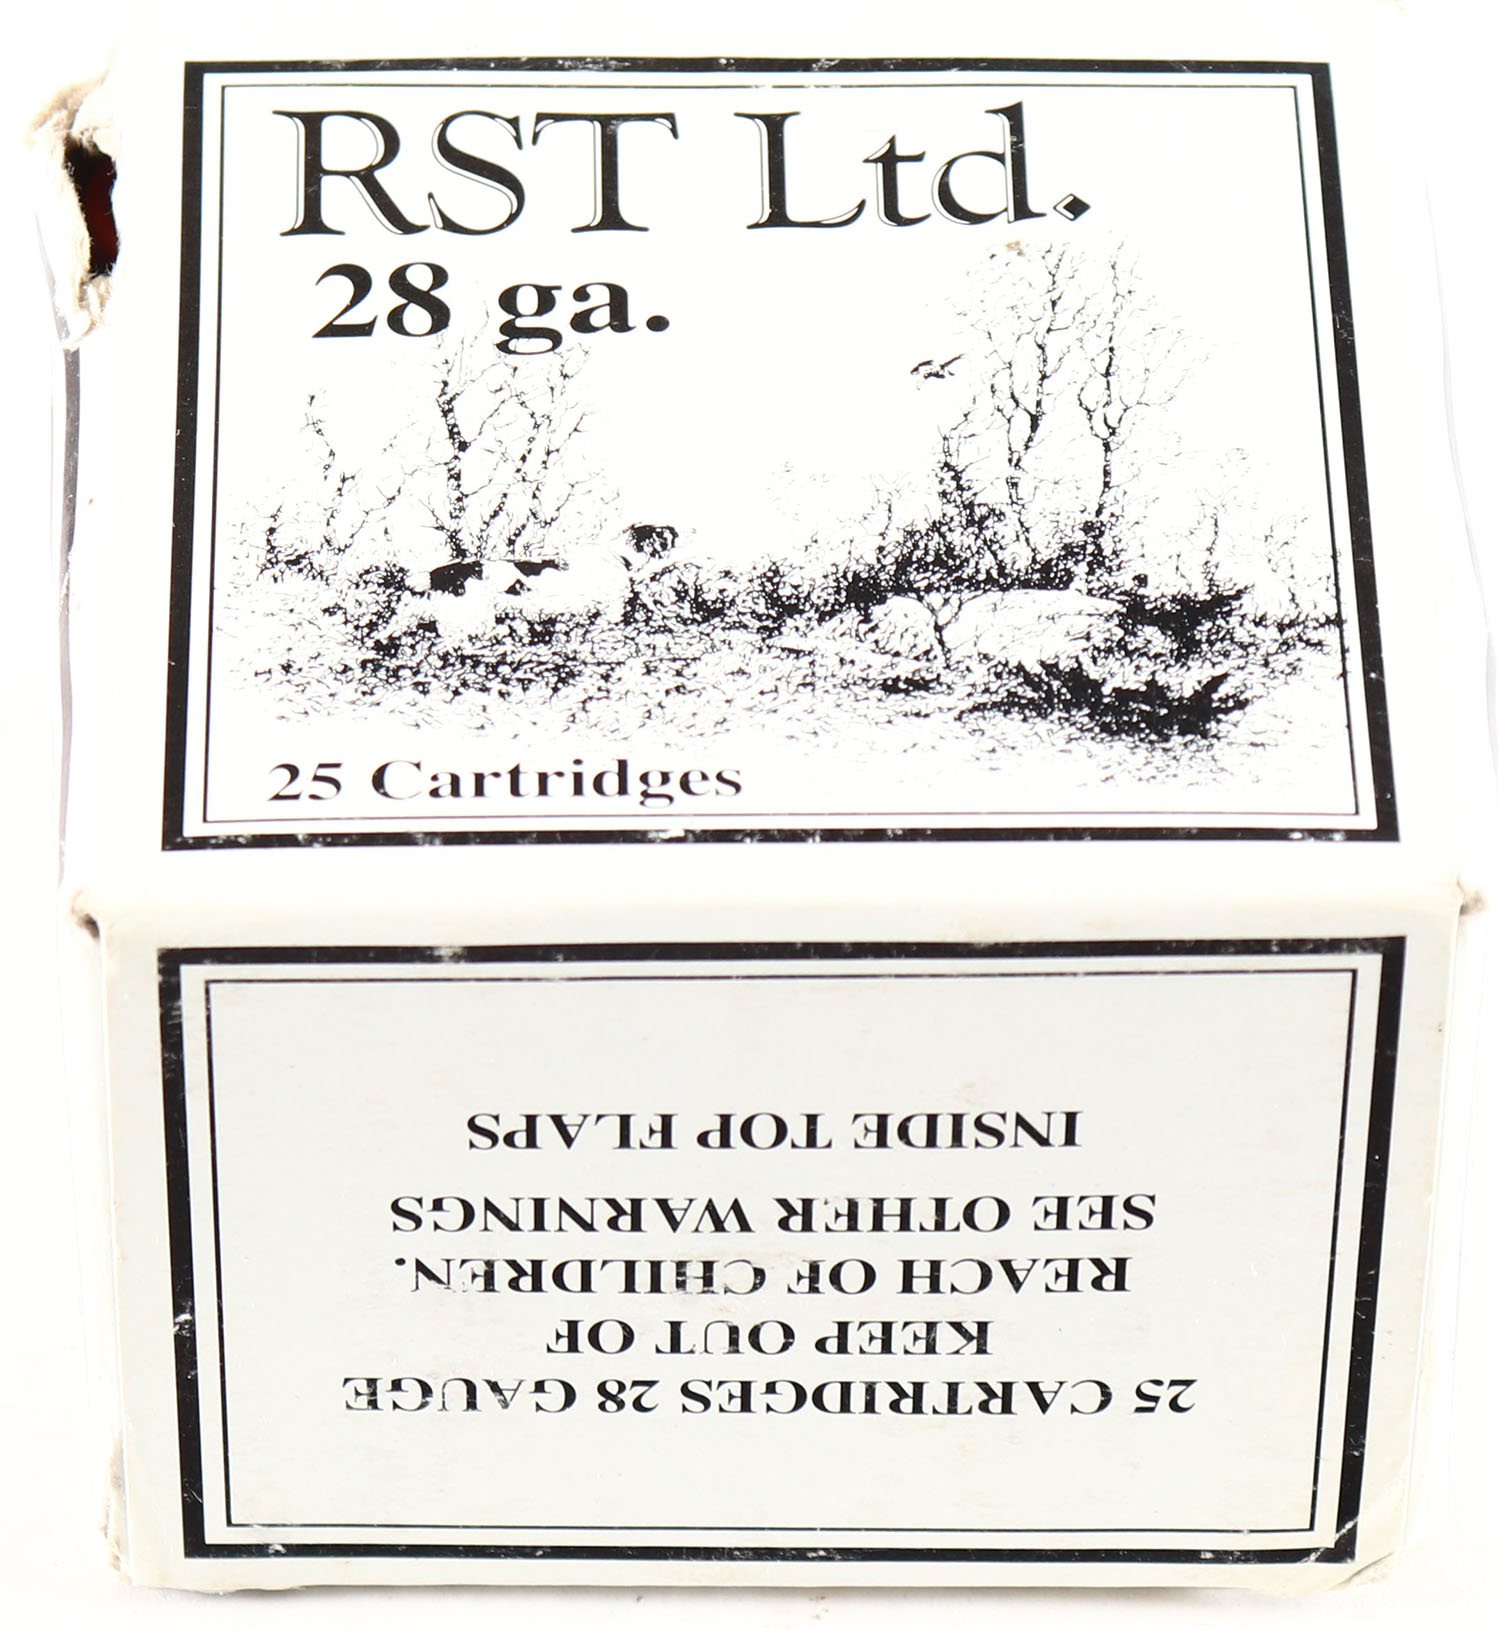 RST Ltd.
28 ga.
25 Cartridges
25 CARTRIDGES 28 GAUGE
KEEP OUT OF
REACH OF CHILDREN.
SEE OTHER WARNINGS
INSIDE TOP FLAPS